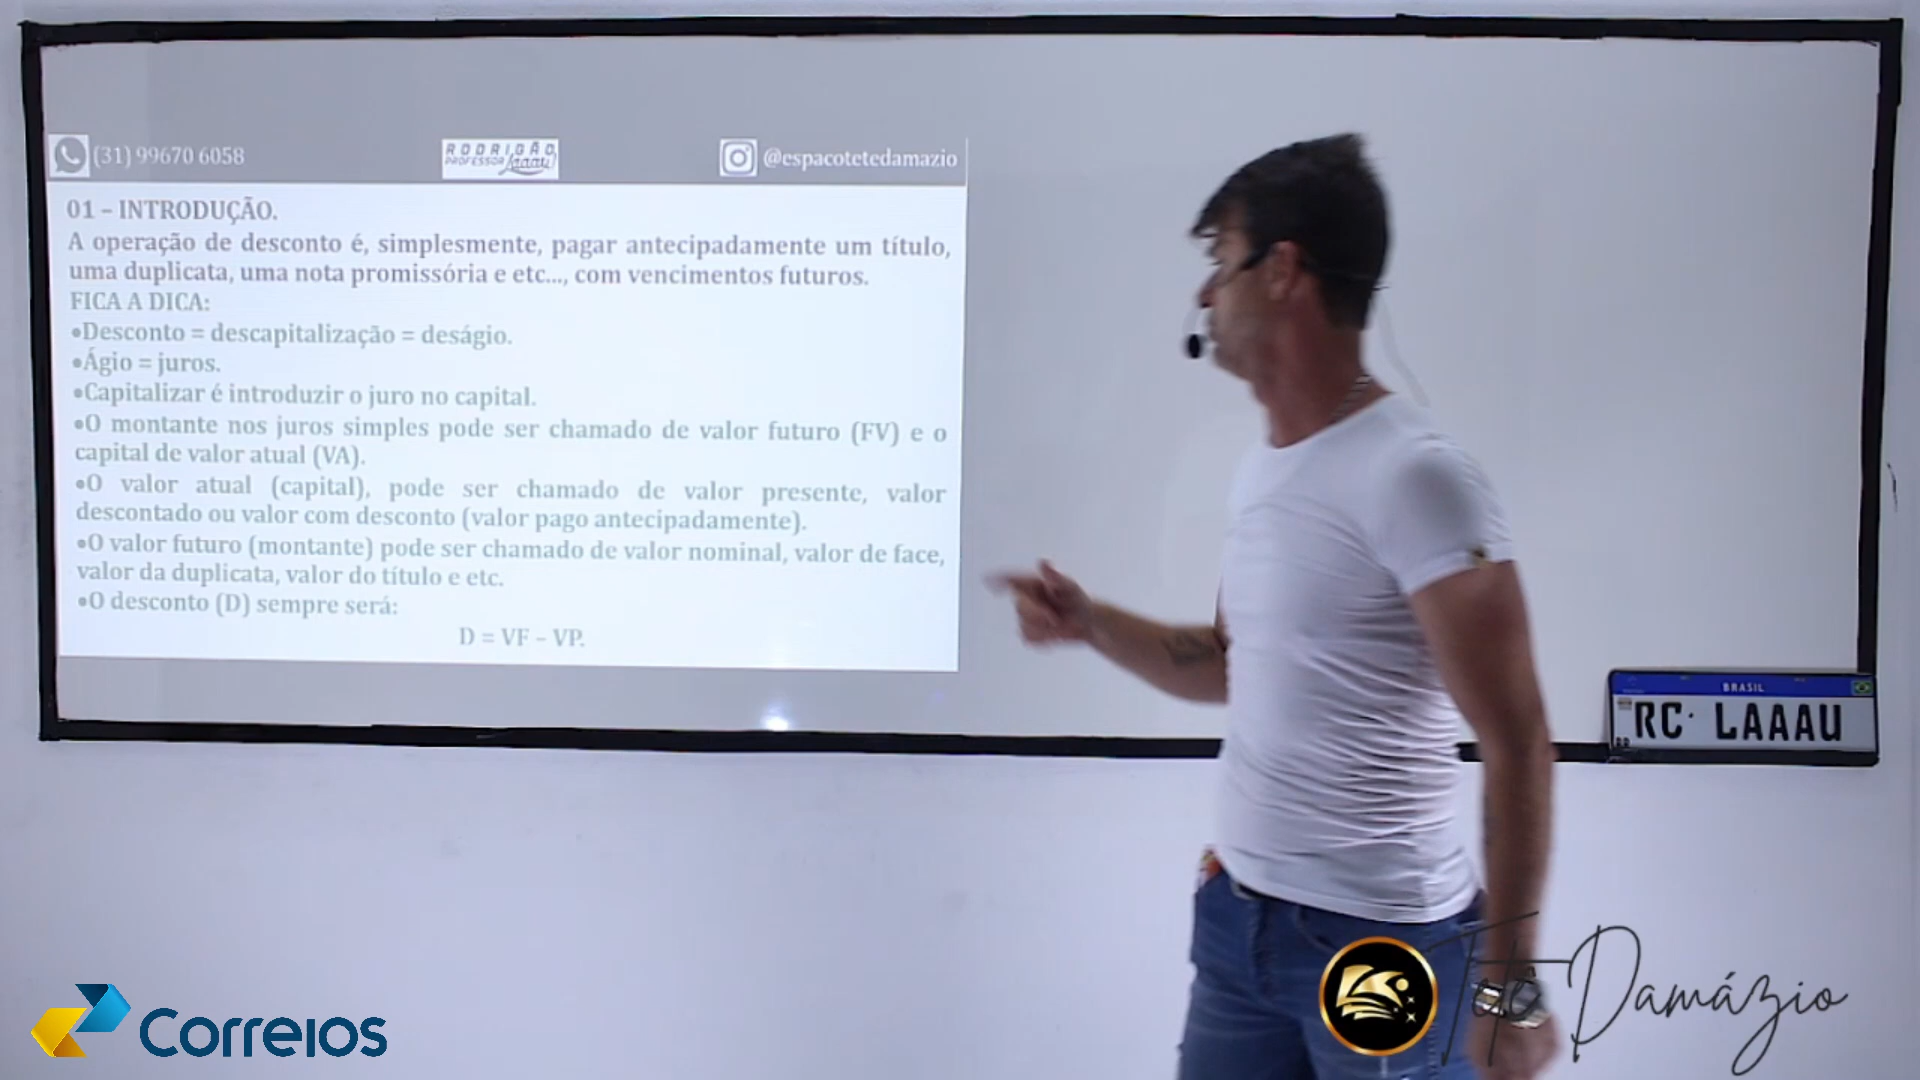 (31) 99670 6058
RODRIGÃO
PROFESSOR Laaau!
@espacotetedamazio
01 – INTRODUÇÃO.
A operação de desconto é, simplesmente, pagar antecipadamente um título,
uma duplicata, uma nota promissória e etc..., com vencimentos futuros.
FICA A DICA:
•Desconto = descapitalização = deságio.
•Ágio = juros.
•Capitalizar é introduzir o juro no capital.
•O montante nos juros simples pode ser chamado de valor futuro (FV) e o
capital de valor atual (VA).
•O valor atual (capital), pode ser chamado de valor presente, valor
descontado ou valor com desconto (valor pago antecipadamente).
•O valor futuro (montante) pode ser chamado de valor nominal, valor de face,
valor da duplicata, valor do título e etc.
•O desconto (D) sempre será:
D = VF – VP.
BRASIL
BR
RC· LAAAU
Correios
Tetê Damázio